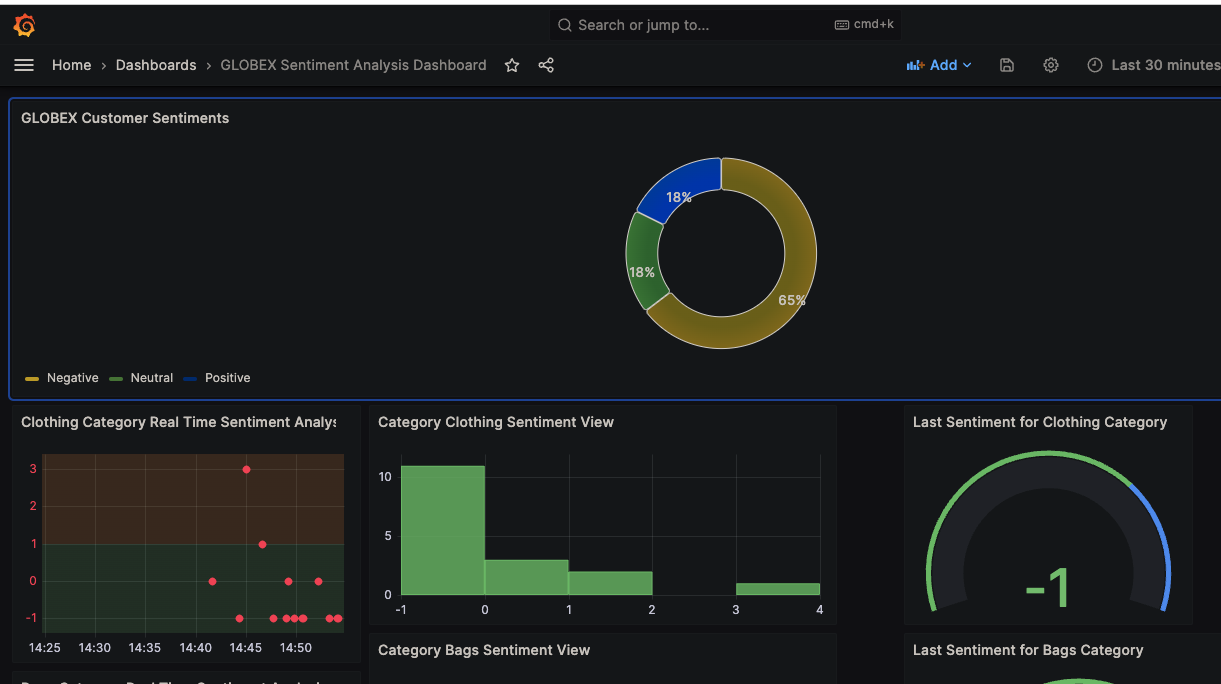 Search or jump to... cmd+k
Home › Dashboards › GLOBEX Sentiment Analysis Dashboard Add Last 30 minutes
GLOBEX Customer Sentiments
18%
18%
65%
Negative Neutral Positive
Clothing Category Real Time Sentiment Analys
3
2
1
0
-1
14:25 14:30 14:35 14:40 14:45 14:50
Category Clothing Sentiment View
10
5
0
-1 0 1 2 3 4
Last Sentiment for Clothing Category
-1
Category Bags Sentiment View
Last Sentiment for Bags Category